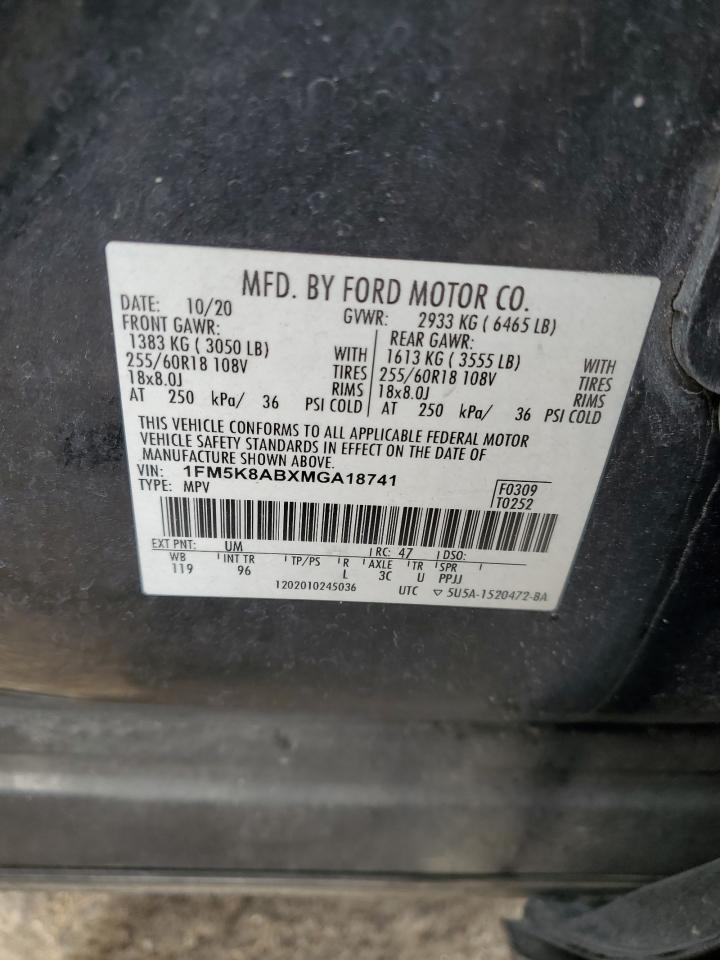 MFD. BY FORD MOTOR CO.
DATE: 10/20 GVWR: 2933 KG ( 6465 LB)
FRONT GAWR: REAR GAWR:
1383 KG ( 3050 LB) WITH 1613 KG ( 3555 LB) WITH
255/60R18 108V TIRES 255/60R18 108V TIRES
18x8.0J RIMS 18x8.0J RIMS
AT 250 kPa/ 36 PSI COLD AT 250 kPa/ 36 PSI COLD
THIS VEHICLE CONFORMS TO ALL APPLICABLE FEDERAL MOTOR
VEHICLE SAFETY STANDARDS IN EFFECT ON THE DATE OF
MANUFACTURE SHOWN ABOVE.
VIN: 1FM5K8ABXMGA18741
TYPE: MPV F0309
T0252
EXT PNT: UM RC: 47 DSO:
WB INT TR TP/PS R AXLE TR SPR
119 96 L 3C U PPJJ
1202010245036 UTC ▽ 5U5A-1520472-BA